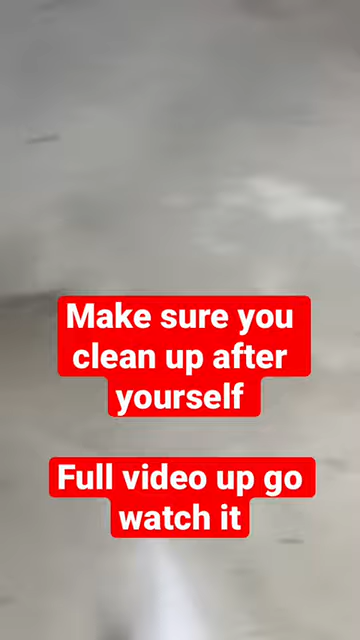 Make sure you
clean up after
yourself
Full video up go
watch it